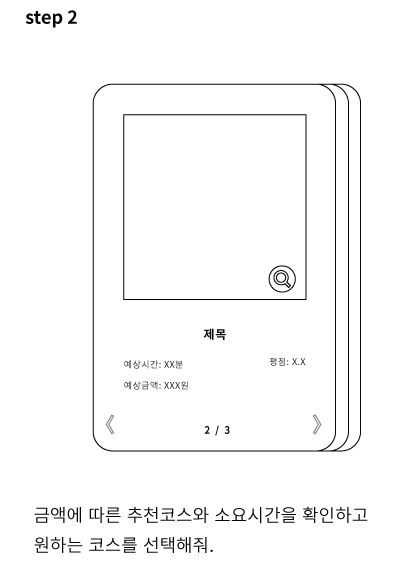 step 2
제목
예상시간: XX분
평점: X.X
예상금액: XXX원
《
2 / 3
》
금액에 따른 추천코스와 소요시간을 확인하고
원하는 코스를 선택해줘.